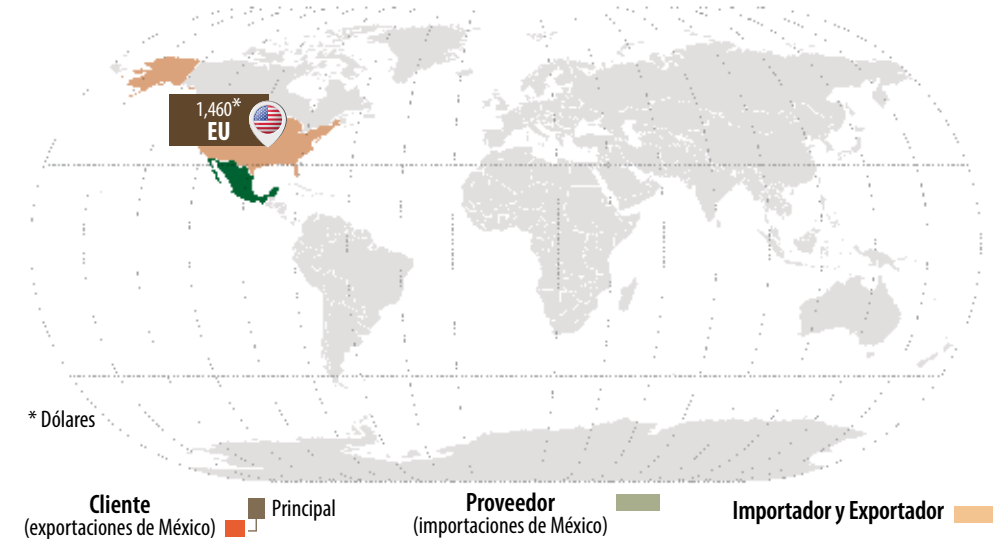 1,460*
EU
* Dólares
Cliente
(exportaciones de México)
Principal
Proveedor
(importaciones de México)
Importador y Exportador